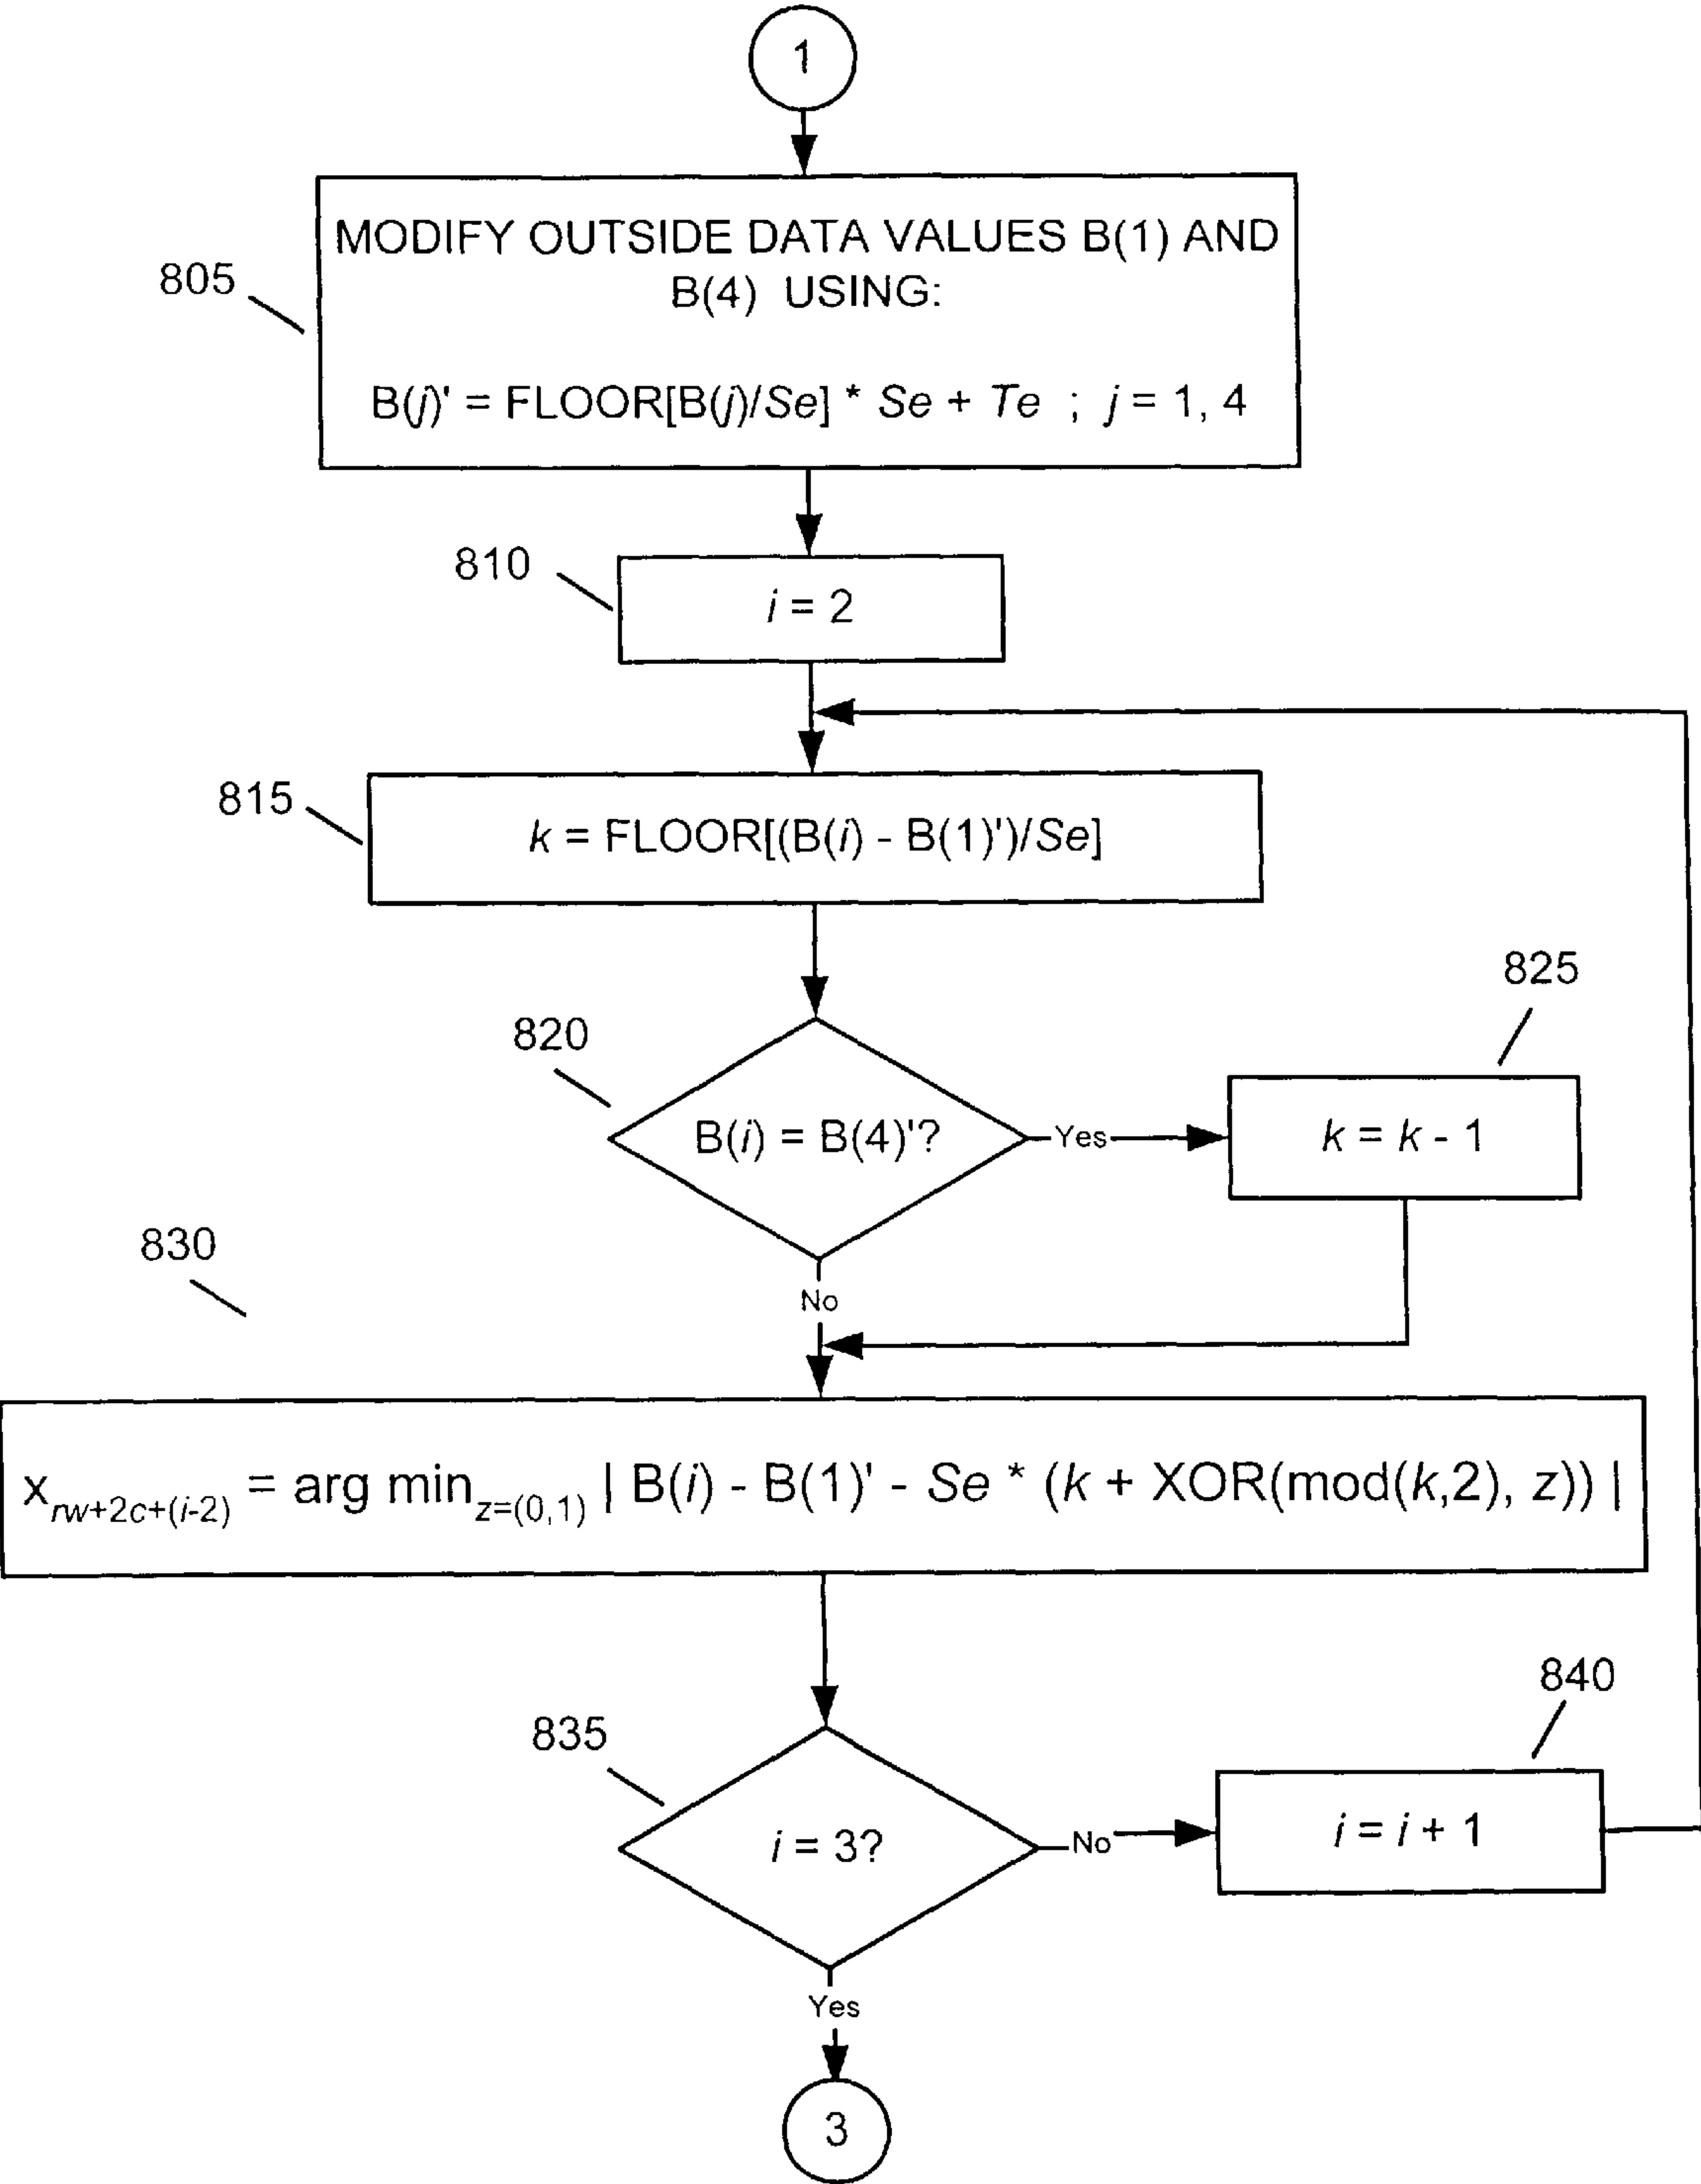 1
805
MODIFY OUTSIDE DATA VALUES B(1) AND
B(4) USING:
B(j)' = FLOOR[B(j)/Se] * Se + Te ; j = 1, 4
810
i = 2
815
k = FLOOR[(B(i) - B(1)')/Se]
820
825
B(i) = B(4)'?
Yes
k = k - 1
830
No
x_{rw+2c+(i-2)} = arg min_{z=(0,1)} | B(i) - B(1)' - Se * (k + XOR(mod(k,2), z)) |
840
835
i = 3?
No
i = i + 1
Yes
3